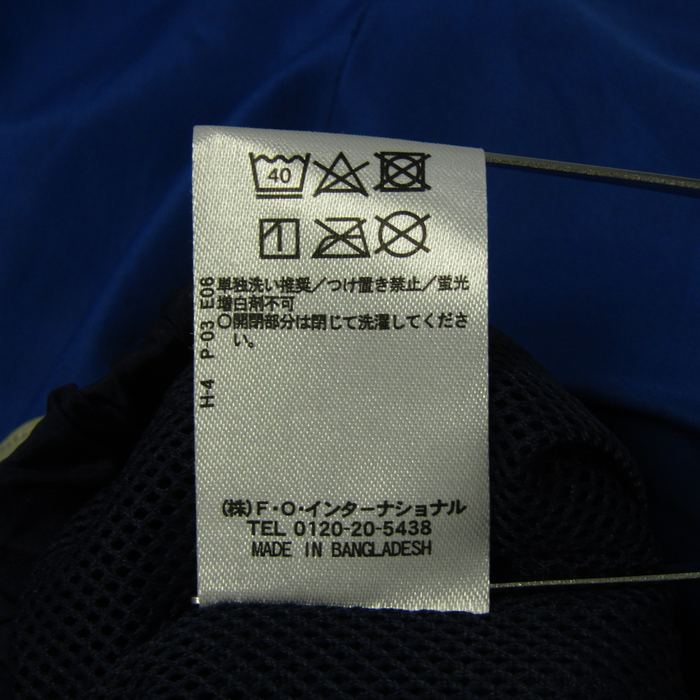 40
単独洗い推奨／つけ置き禁止／蛍光
増白剤不可
○開閉部分は閉じて洗濯してくださ
い。
H-4 P-03 E06
(株)F・O・インターナショナル
TEL 0120-20-5438
MADE IN BANGLADESH